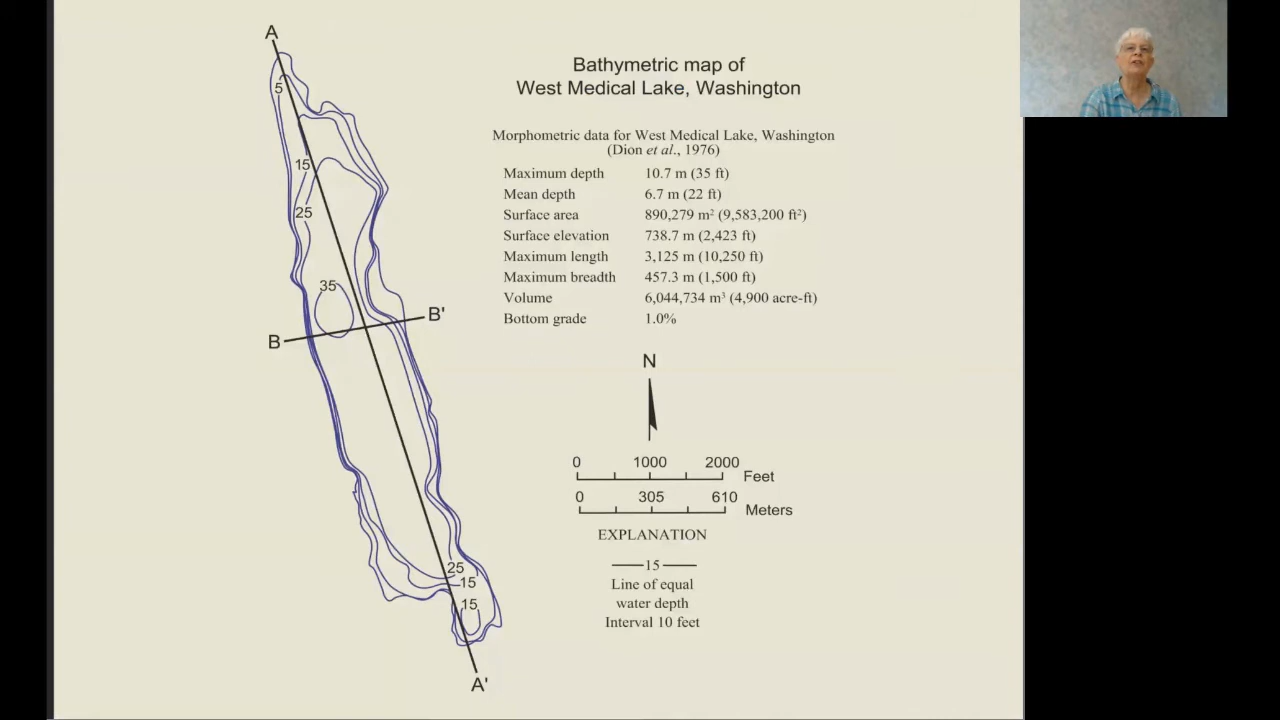 A
Bathymetric map of
West Medical Lake, Washington
5
Morphometric data for West Medical Lake, Washington
(Dion et al., 1976)
15
Maximum depth 10.7 m (35 ft)
Mean depth 6.7 m (22 ft)
25
Surface area 890,279 m² (9,583,200 ft²)
Surface elevation 738.7 m (2,423 ft)
Maximum length 3,125 m (10,250 ft)
Maximum breadth 457.3 m (1,500 ft)
35
Volume 6,044,734 m³ (4,900 acre-ft)
Bottom grade 1.0%
B'
B
N
0 1000 2000
Feet
0 305 610
Meters
EXPLANATION
15
Line of equal
water depth
Interval 10 feet
25
15
15
A'